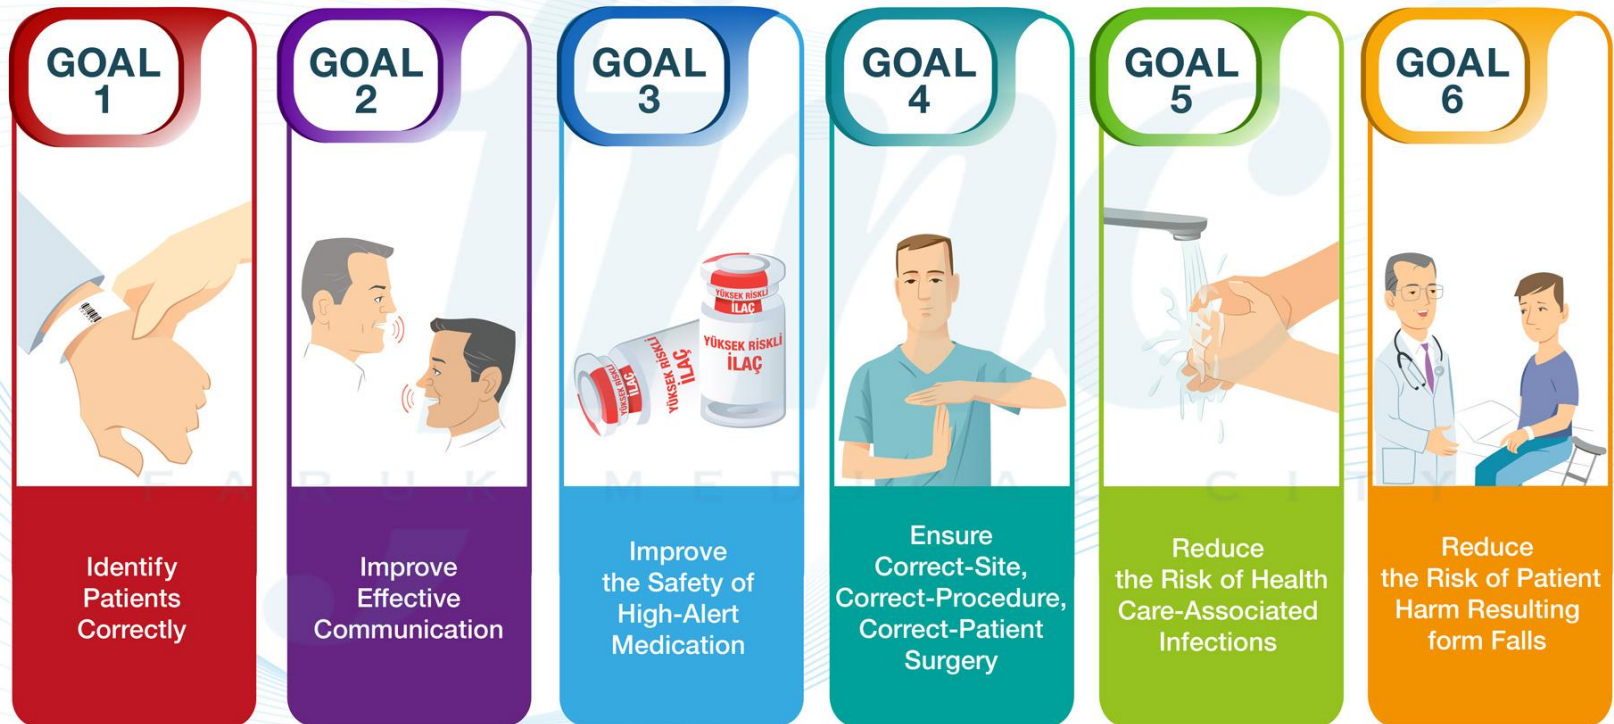 GOAL
1
Identify
Patients
Correctly
GOAL
2
Improve
Effective
Communication
GOAL
3
YÜKSEK RİSKLİ
İLAÇ
YÜKSEK RİSKLİ
İLAÇ
YÜKSEK RİSKLİ
İLAÇ
YÜKSEK RİSKLİ
İLAÇ
Improve
the Safety of
High-Alert
Medication
GOAL
4
Ensure
Correct-Site,
Correct-Procedure,
Correct-Patient
Surgery
GOAL
5
Reduce
the Risk of Health
Care-Associated
Infections
GOAL
6
Reduce
the Risk of Patient
Harm Resulting
form Falls
FARUK MEDICAL CITY